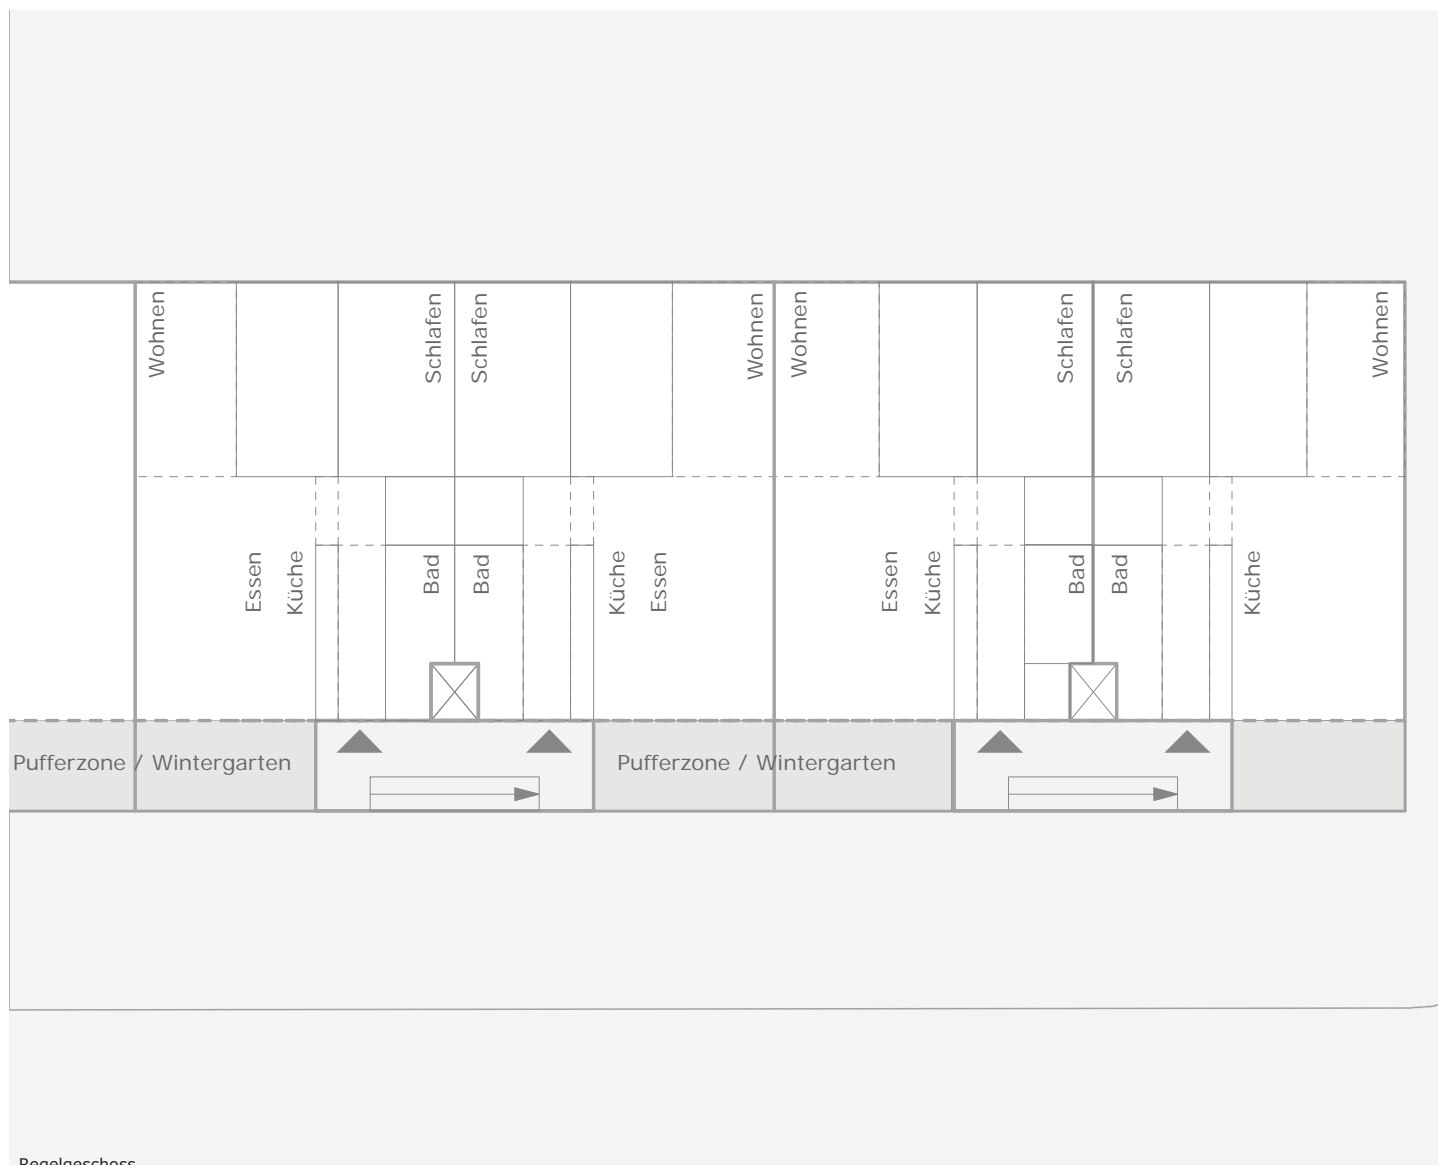 Wohnen
Schlafen
Schlafen
Wohnen
Wohnen
Schlafen
Schlafen
Wohnen
Essen
Küche
Bad
Bad
Küche
Essen
Essen
Küche
Bad
Bad
Küche
Pufferzone / Wintergarten
Pufferzone / Wintergarten
Regelgeschoss